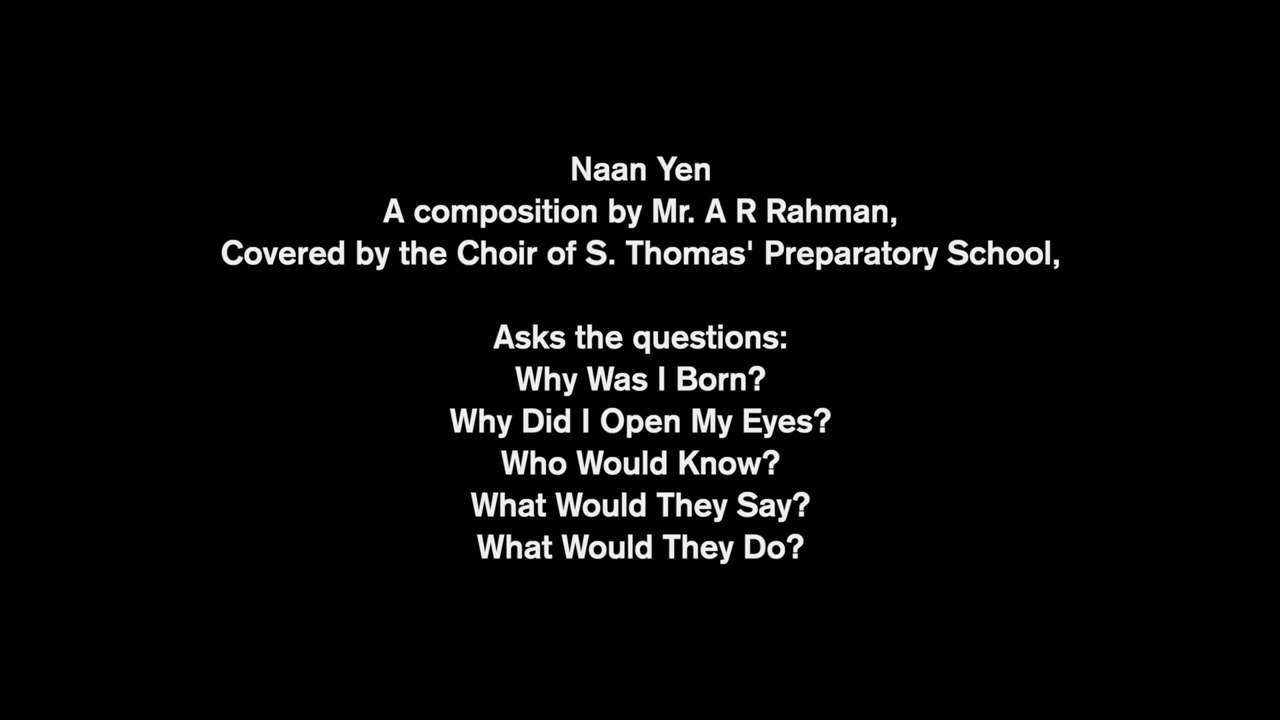 Naan Yen
A composition by Mr. A R Rahman,
Covered by the Choir of S. Thomas' Preparatory School,
Asks the questions:
Why Was I Born?
Why Did I Open My Eyes?
Who Would Know?
What Would They Say?
What Would They Do?